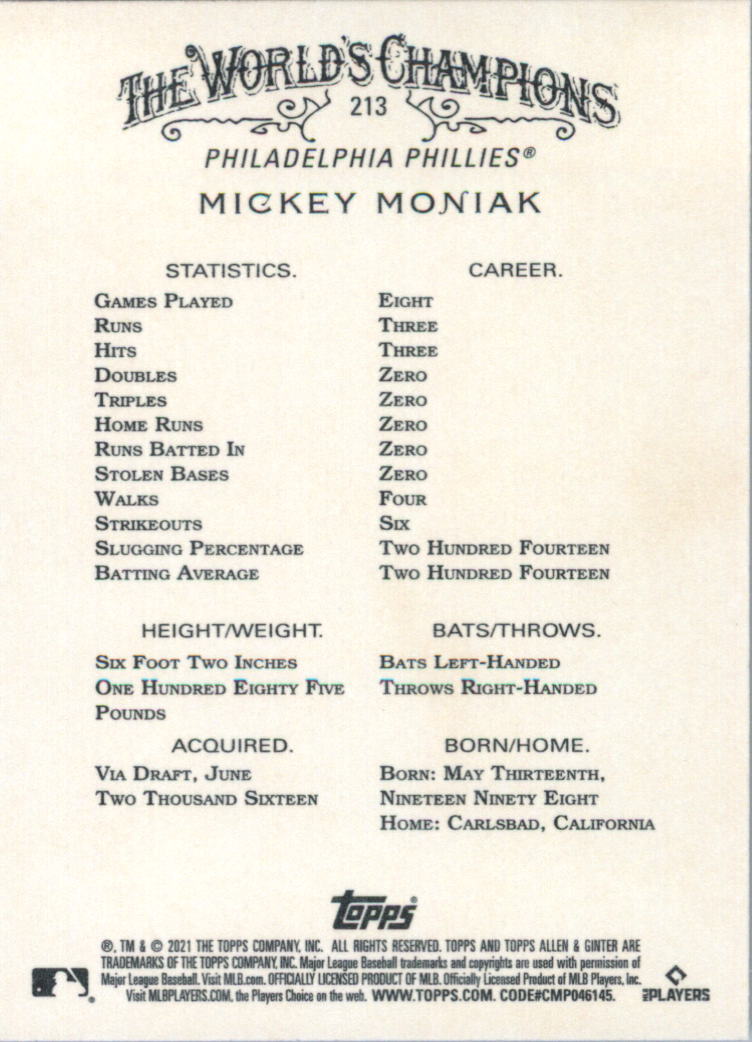 THE WORLD'S CHAMPIONS
213
PHILADELPHIA PHILLIES®
MICKEY MONIAK
STATISTICS. CAREER.
GAMES PLAYED EIGHT
RUNS THREE
HITS THREE
DOUBLES ZERO
TRIPLES ZERO
HOME RUNS ZERO
RUNS BATTED IN ZERO
STOLEN BASES ZERO
WALKS FOUR
STRIKEOUTS SIX
SLUGGING PERCENTAGE TWO HUNDRED FOURTEEN
BATTING AVERAGE TWO HUNDRED FOURTEEN
HEIGHT/WEIGHT.
SIX FOOT TWO INCHES
ONE HUNDRED EIGHTY FIVE
POUNDS
BATS/THROWS.
BATS LEFT-HANDED
THROWS RIGHT-HANDED
ACQUIRED.
VIA DRAFT, JUNE
TWO THOUSAND SIXTEEN
BORN/HOME.
BORN: MAY THIRTEENTH,
NINETEEN NINETY EIGHT
HOME: CARLSBAD, CALIFORNIA
topps®
®, TM & © 2021 THE TOPPS COMPANY, INC. ALL RIGHTS RESERVED. TOPPS AND TOPPS ALLEN & GINTER ARE
TRADEMARKS OF THE TOPPS COMPANY, INC. Major League Baseball trademarks and copyrights are used with permission of
Major League Baseball. Visit MLB.com. OFFICIALLY LICENSED PRODUCT OF MLB. Officially Licensed Product of MLB Players, Inc.
Visit MLBPLAYERS.COM, the Players Choice on the web. WWW.TOPPS.COM. CODE#CMP046145.
MLB PLAYERS